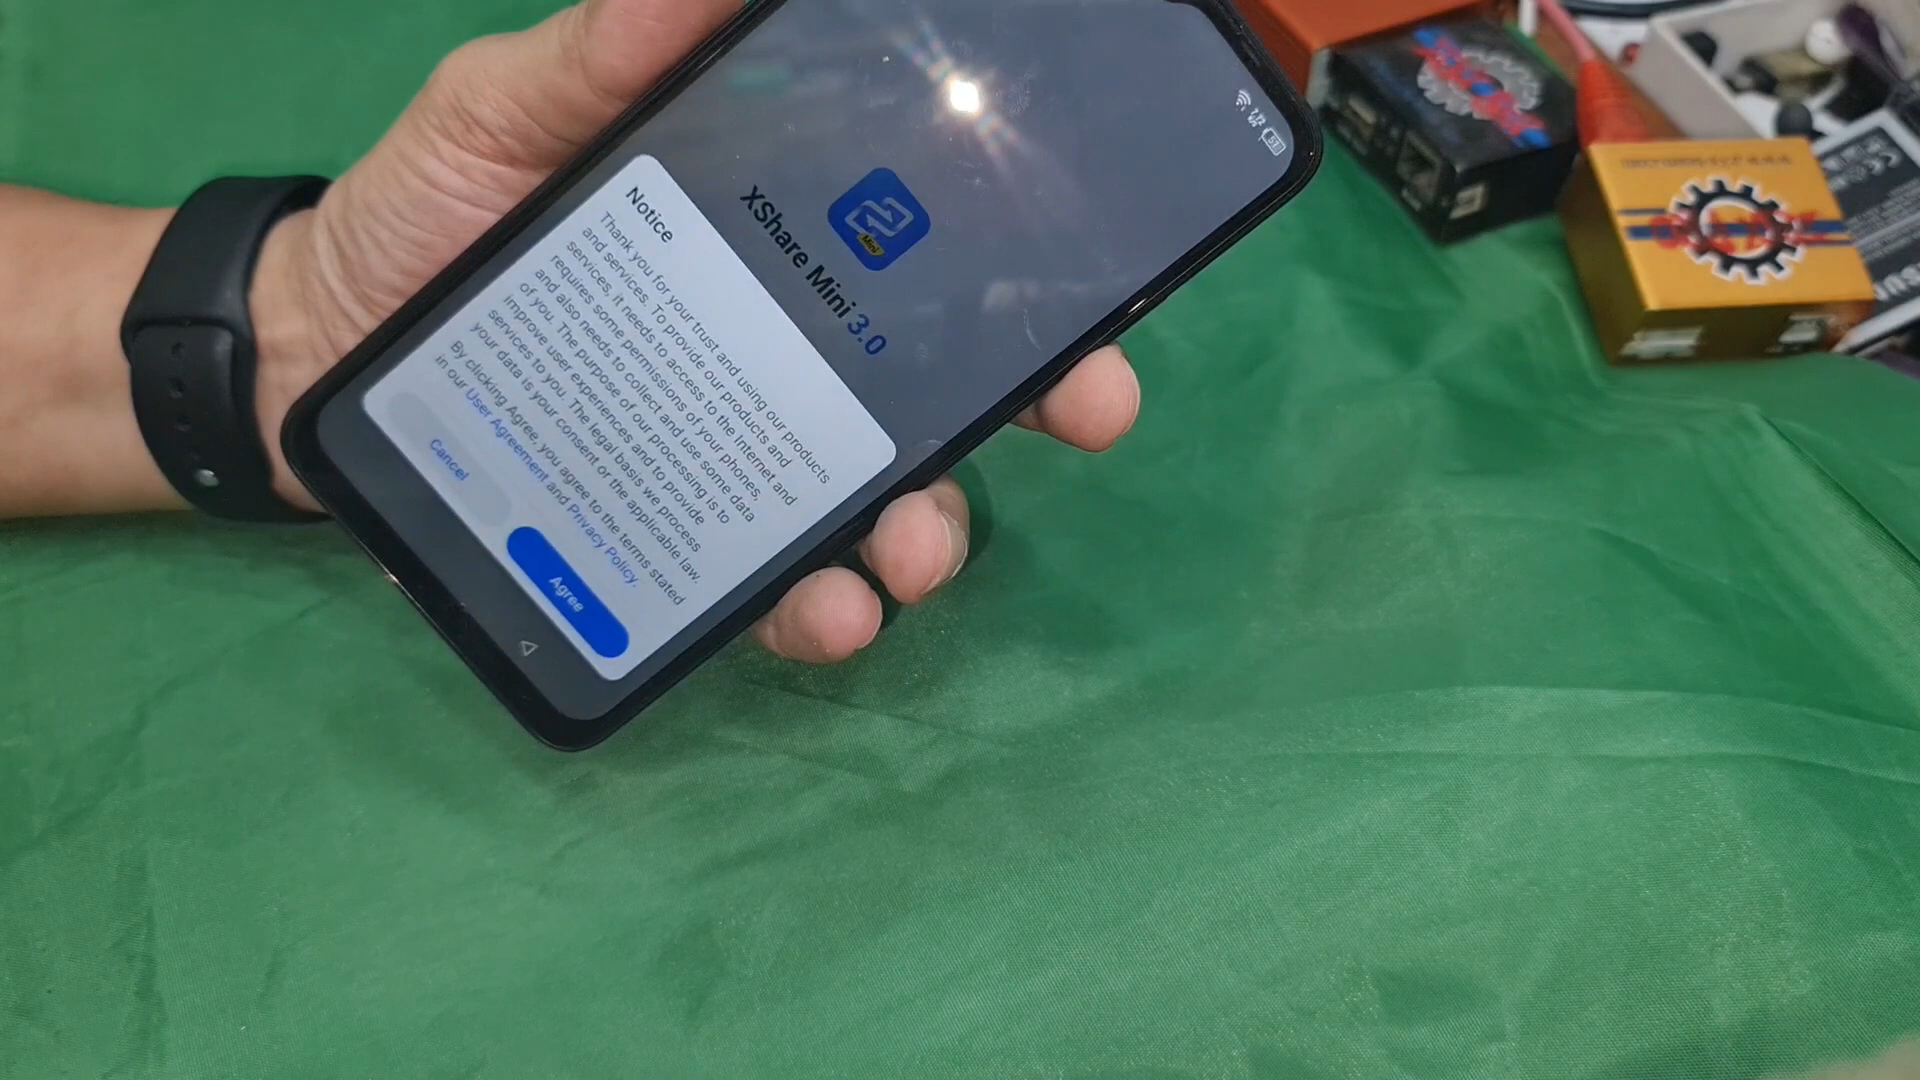 XShare Mini 3.0
Mini
Notice
Thank you for your trust and using our products
and services. To provide our products and
services, it needs to access to the Internet and
requires some permissions of your phones,
and also needs to collect and use some data
of you. The purpose of our processing is to
improve user experiences and to provide
services to you. The legal basis we process
your data is your consent or the applicable law.
By clicking Agree, you agree to the terms stated
in our User Agreement and Privacy Policy.
Cancel
Agree